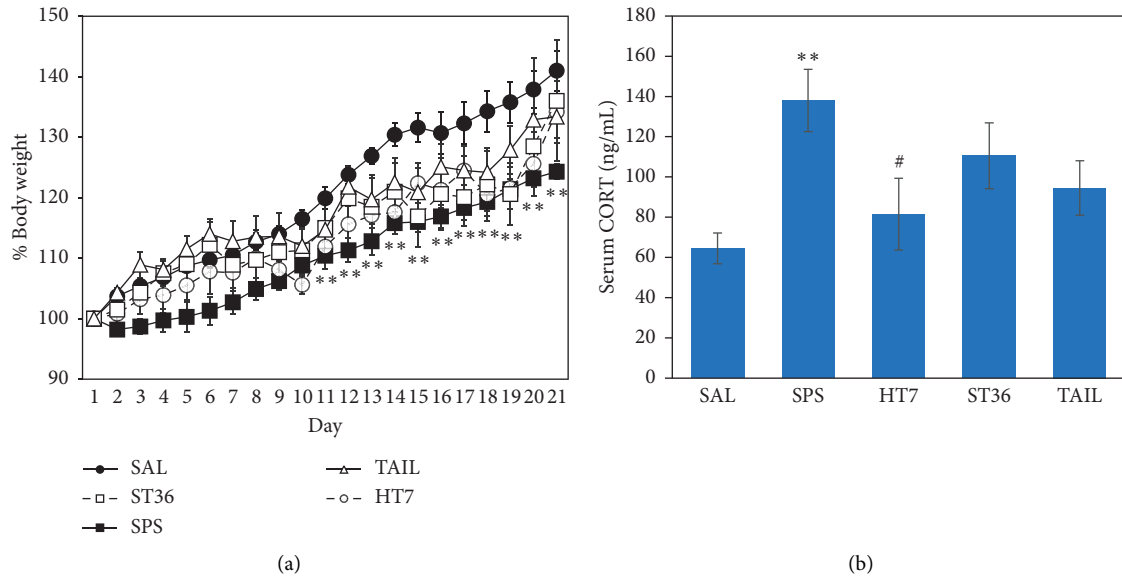 150
140
130
120
110
100
90
% Body weight
** ** ** ** ** ** ** ** ** ** **
1 2 3 4 5 6 7 8 9 10 11 12 13 14 15 16 17 18 19 20 21
Day
SAL
TAIL
ST36
HT7
SPS
(a)
180
160
140
120
100
80
60
40
20
0
Serum CORT (ng/mL)
**
#
SAL SPS HT7 ST36 TAIL
(b)